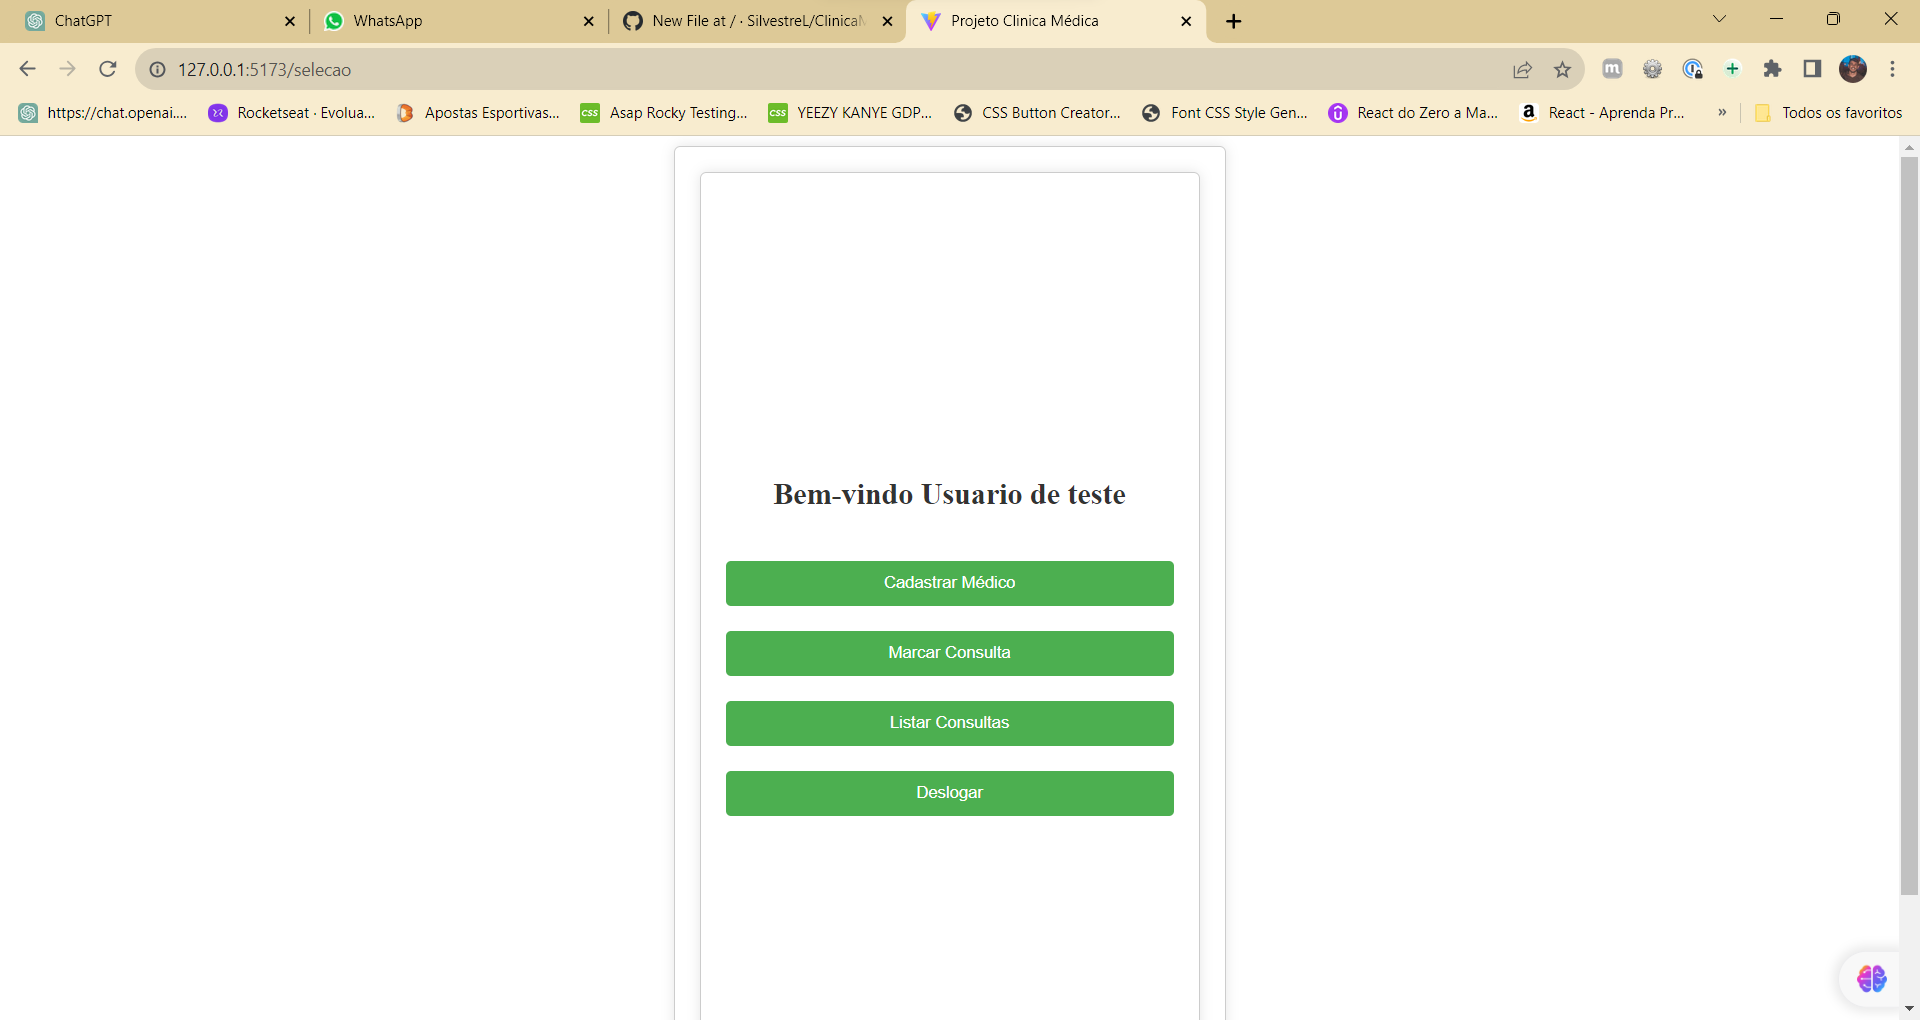 ChatGPT
WhatsApp
New File at / · SilvestreL/Clinica
Projeto Clinica Médica
127.0.0.1:5173/selecao
https://chat.openai....
Rocketseat · Evolua...
Apostas Esportivas...
css
Asap Rocky Testing...
css
YEEZY KANYE GDP...
CSS Button Creator...
Font CSS Style Gen...
React do Zero a Ma...
React - Aprenda Pr...
»
Todos os favoritos
Bem-vindo Usuario de teste
Cadastrar Médico
Marcar Consulta
Listar Consultas
Deslogar